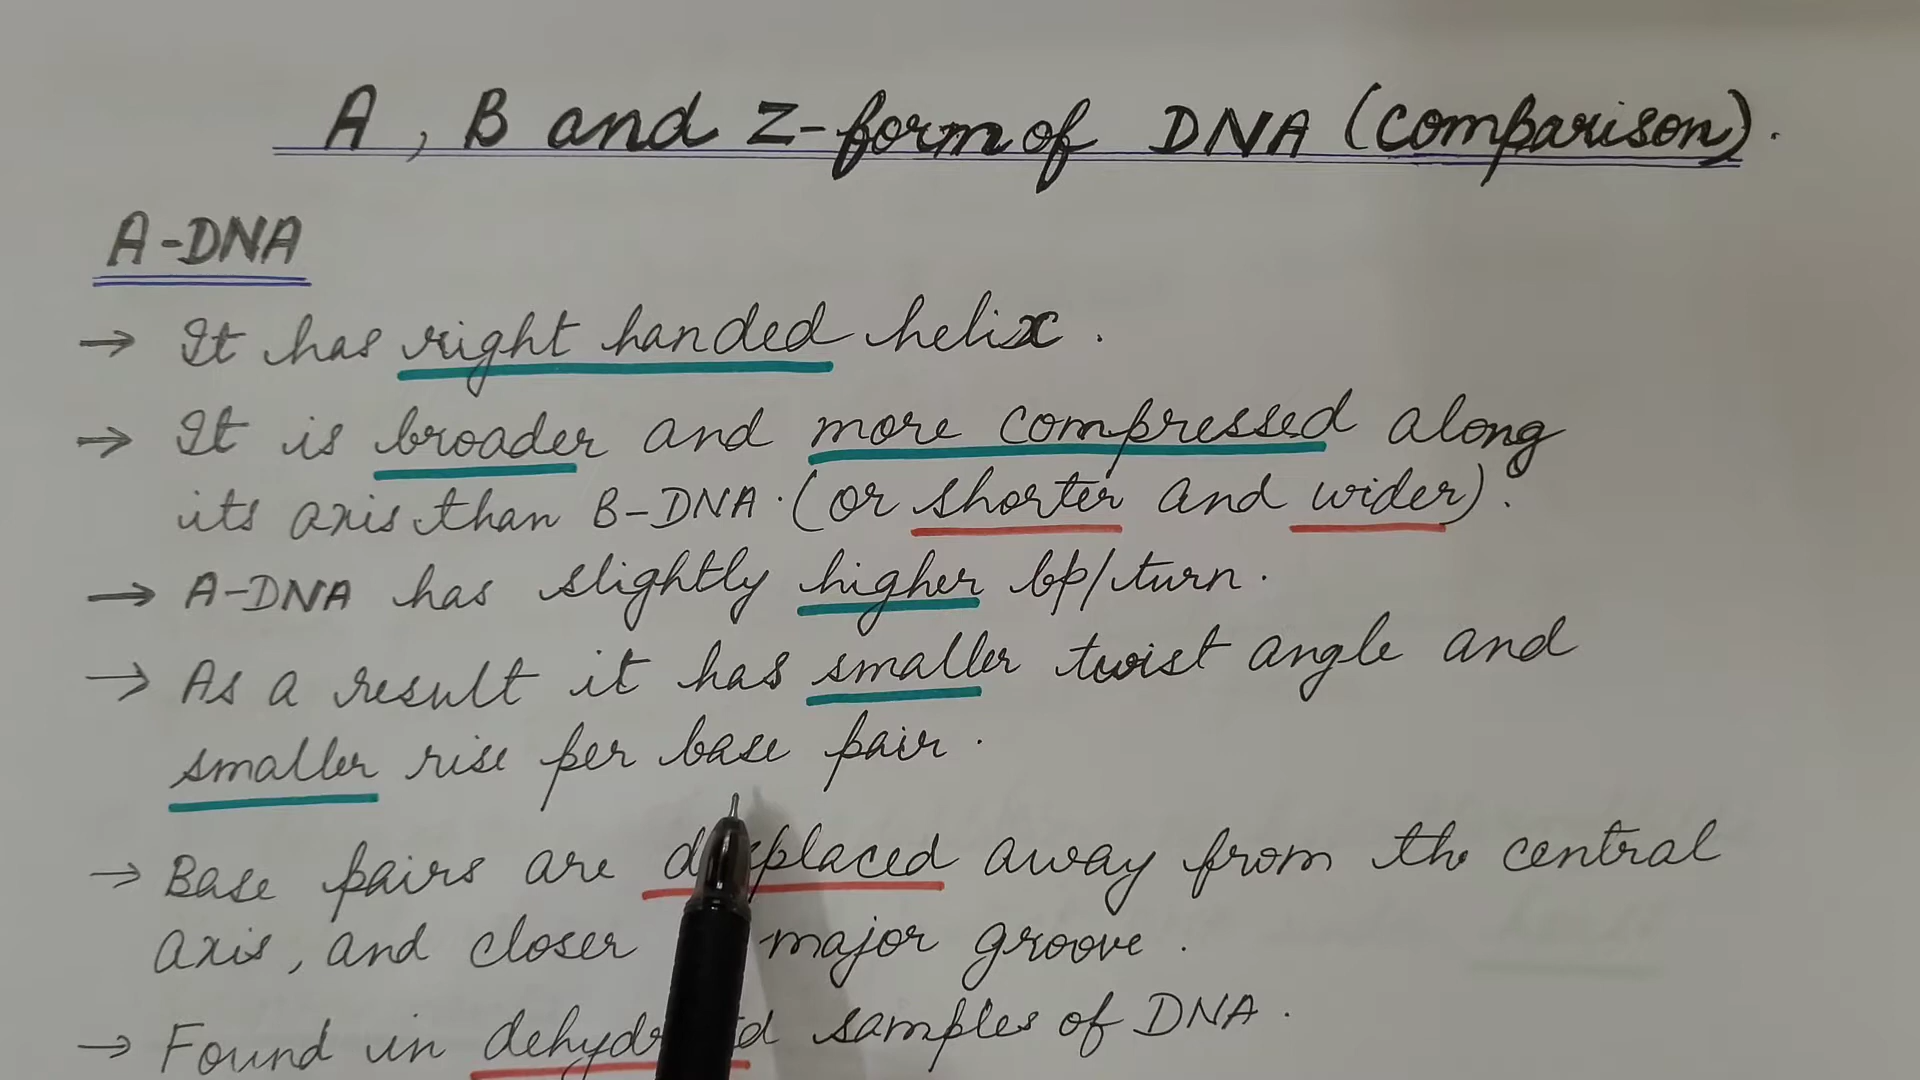 A, B and Z-form of DNA (comparison).
A-DNA
→ It has right handed helix.
→ It is broader and more compressed along
its axis than B-DNA. (or shorter and wider).
→ A-DNA has slightly higher bp/turn.
→ As a result it has smaller twist angle and
smaller rise per base pair.
→ Base pairs are displaced away from the central
axis, and closer major groove.
→ Found in dehydrated samples of DNA.